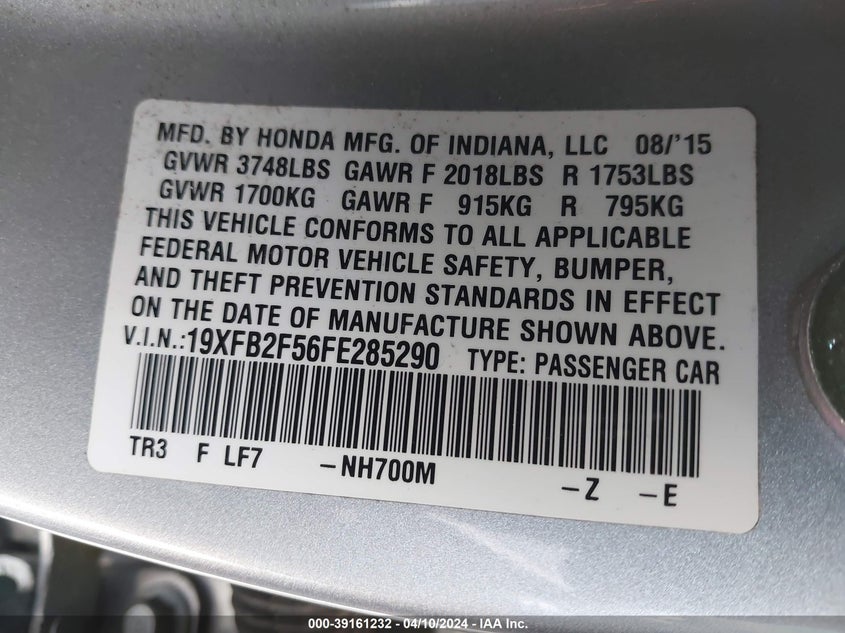 MFD. BY HONDA MFG. OF INDIANA, LLC 08/'15
GVWR 3748LBS GAWR F 2018LBS R 1753LBS
GVWR 1700KG GAWR F 915KG R 795KG
THIS VEHICLE CONFORMS TO ALL APPLICABLE
FEDERAL MOTOR VEHICLE SAFETY, BUMPER,
AND THEFT PREVENTION STANDARDS IN EFFECT
ON THE DATE OF MANUFACTURE SHOWN ABOVE.
V.I.N.:19XFB2F56FE285290 TYPE: PASSENGER CAR
TR3 F LF7 -NH700M -Z -E
000-39161232 - 04/10/2024 - IAA Inc.